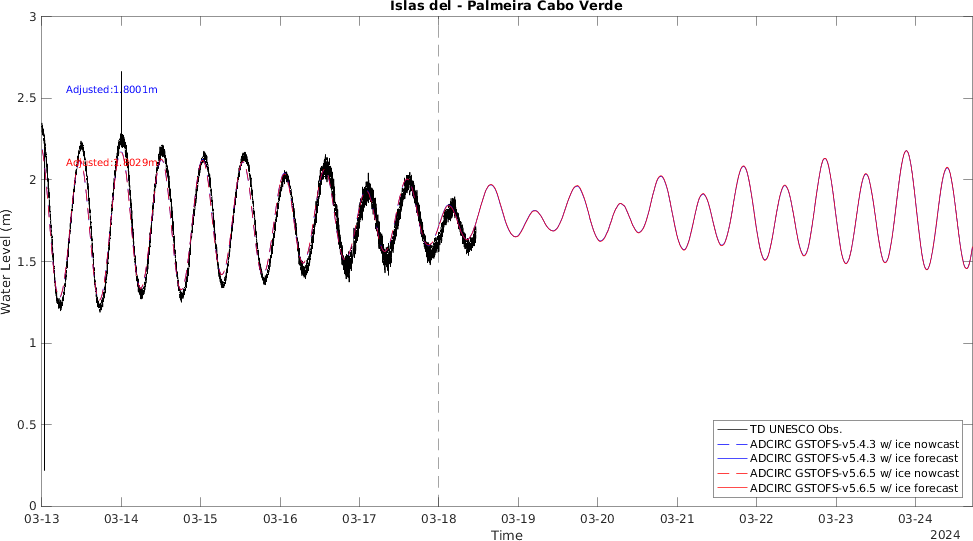 Islas del - Palmeira Cabo Verde
3
2.5
2
1.5
1
0.5
0
Water Level (m)
Adjusted:1.8001m
Adjusted:1.8029m
TD UNESCO Obs.
ADCIRC GSTOFS-v5.4.3 w/ ice nowcast
ADCIRC GSTOFS-v5.4.3 w/ ice forecast
ADCIRC GSTOFS-v5.6.5 w/ ice nowcast
ADCIRC GSTOFS-v5.6.5 w/ ice forecast
03-13 03-14 03-15 03-16 03-17 03-18 03-19 03-20 03-21 03-22 03-23 03-24
Time
2024